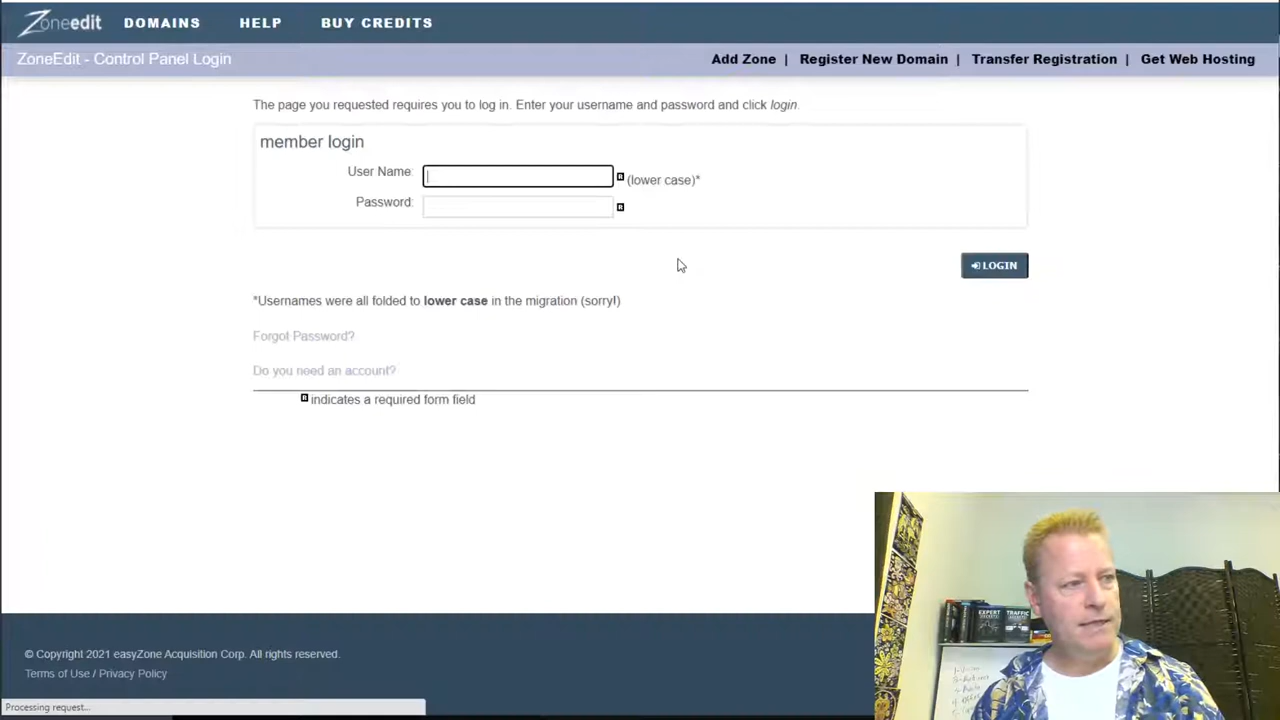 Zoneedit DOMAINS HELP BUY CREDITS
ZoneEdit - Control Panel Login
Add Zone | Register New Domain | Transfer Registration | Get Web Hosting
The page you requested requires you to log in. Enter your username and password and click login.
member login
User Name: R (lower case)*
Password: R
LOGIN
*Usernames were all folded to lower case in the migration (sorry!)
Forgot Password?
Do you need an account?
R indicates a required form field
EXPERT SECRETS
TRAFFIC SECRETS
© Copyright 2021 easyZone Acquisition Corp. All rights reserved.
Terms of Use / Privacy Policy
Processing request...